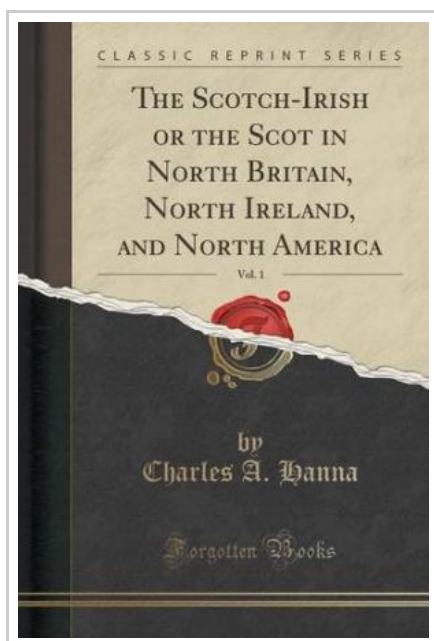 CLASSIC REPRINT SERIES
THE SCOTCH-IRISH
OR THE SCOT IN
NORTH BRITAIN,
NORTH IRELAND,
AND NORTH AMERICA
Vol. 1
by
Charles A. Hanna
Forgotten Books